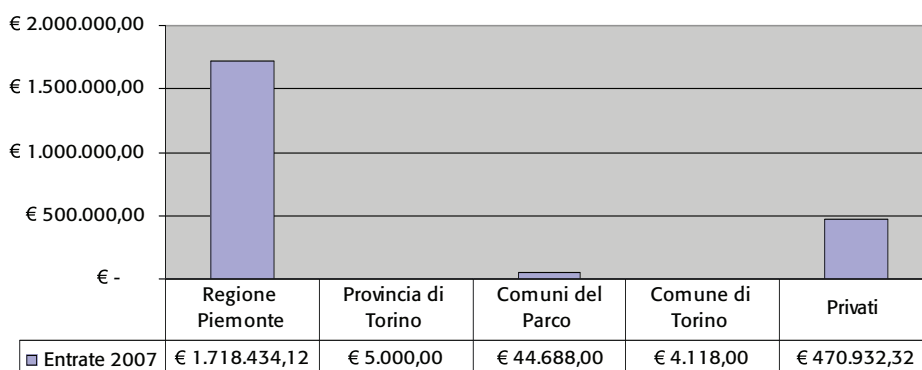 € 2.000.000,00
€ 1.500.000,00
€ 1.000.000,00
€ 500.000,00
€ -
Regione Piemonte
Provincia di Torino
Comuni del Parco
Comune di Torino
Privati
Entrate 2007 € 1.718.434,12 € 5.000,00 € 44.688,00 € 4.118,00 € 470.932,32